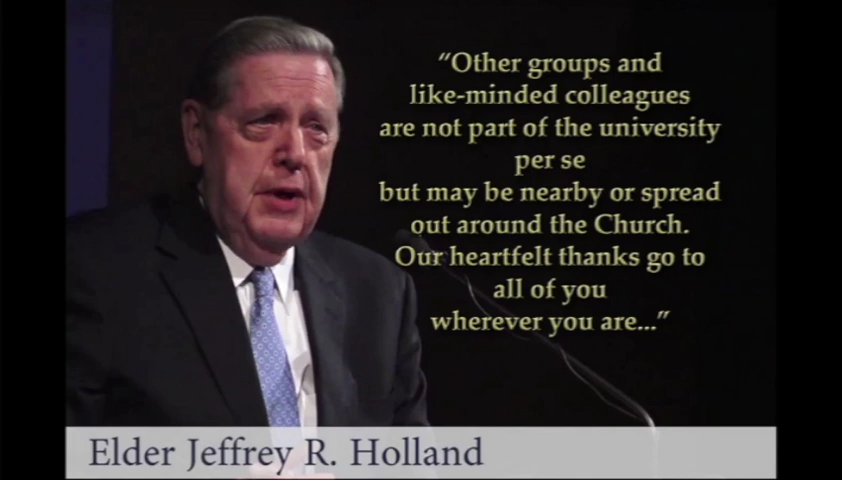 “Other groups and
like-minded colleagues
are not part of the university
per se
but may be nearby or spread
out around the Church.
Our heartfelt thanks go to
all of you
wherever you are...”
Elder Jeffrey R. Holland